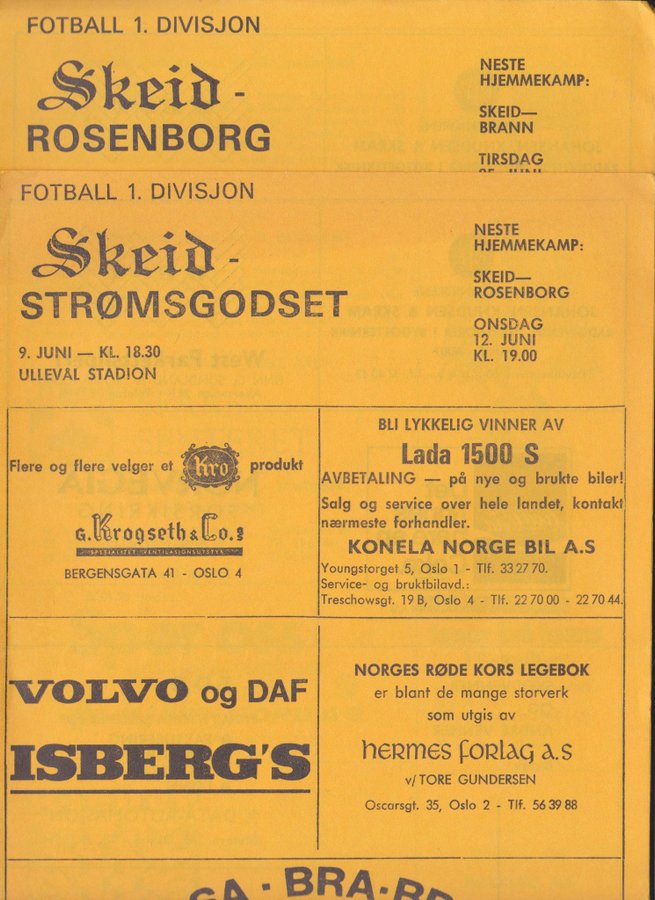 FOTBALL 1. DIVISJON
Skeid -
ROSENBORG
NESTE
HJEMMEKAMP:
SKEID—
BRANN
TIRSDAG
25. JUNI
FOTBALL 1. DIVISJON
Skeid -
STRØMSGODSET
9. JUNI — KL. 18.30
ULLEVÅL STADION
NESTE
HJEMMEKAMP:
SKEID—
ROSENBORG
ONSDAG
12. JUNI
KL. 19.00
Flere og flere velger et Kro produkt
G. Krogseth & Co. A/S
SPESIALITET: VENTILASJONSUTSTYR
BERGENSGATA 41 - OSLO 4
BLI LYKKELIG VINNER AV
Lada 1500 S
AVBETALING — på nye og brukte biler!
Salg og service over hele landet, kontakt
nærmeste forhandler.
KONELA NORGE BIL A.S
Youngstorget 5, Oslo 1 - Tlf. 33 27 70.
Service- og bruktbilavd.:
Treschowsgt. 19 B, Oslo 4 - Tlf. 22 70 00 - 22 70 44.
VOLVO og DAF
ISBERG'S
NORGES RØDE KORS LEGEBOK
er blant de mange storverk
som utgis av
hermes forlag a.s
v/ TORE GUNDERSEN
Oscarsgt. 35, Oslo 2 - Tlf. 56 39 88
BRA